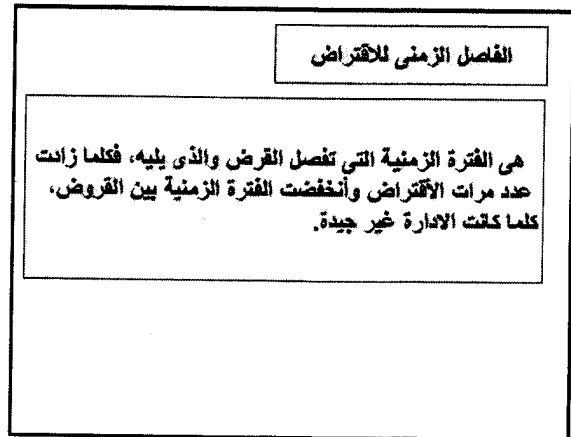 الفاصل الزمنى للاقتراض
هى الفترة الزمنية التى تفصل القرض والذى يليه، فكلما زادت
عدد مرات الأقتراض وأنخفضت الفترة الزمنية بين القروض،
كلما كانت الادارة غير جيدة.